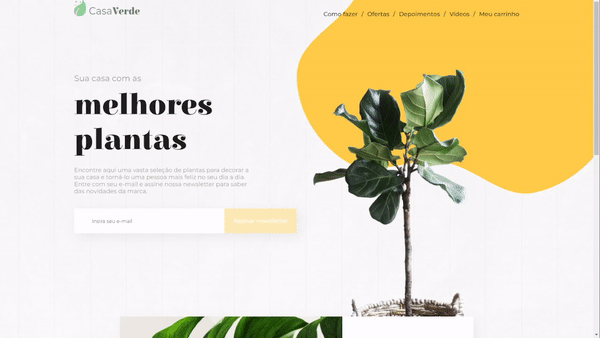 CasaVerde
Como fazer / Ofertas / Depoimentos / Vídeos / Meu carrinho
Sua casa com as
melhores
plantas
Encontre aqui uma vasta seleção de plantas para decorar a
sua casa e torná-lo uma pessoa mais feliz no seu dia a dia.
Entre com seu e-mail e assine nossa newsletter para saber
das novidades da marca.
Insira seu e-mail
Assinar newsletter